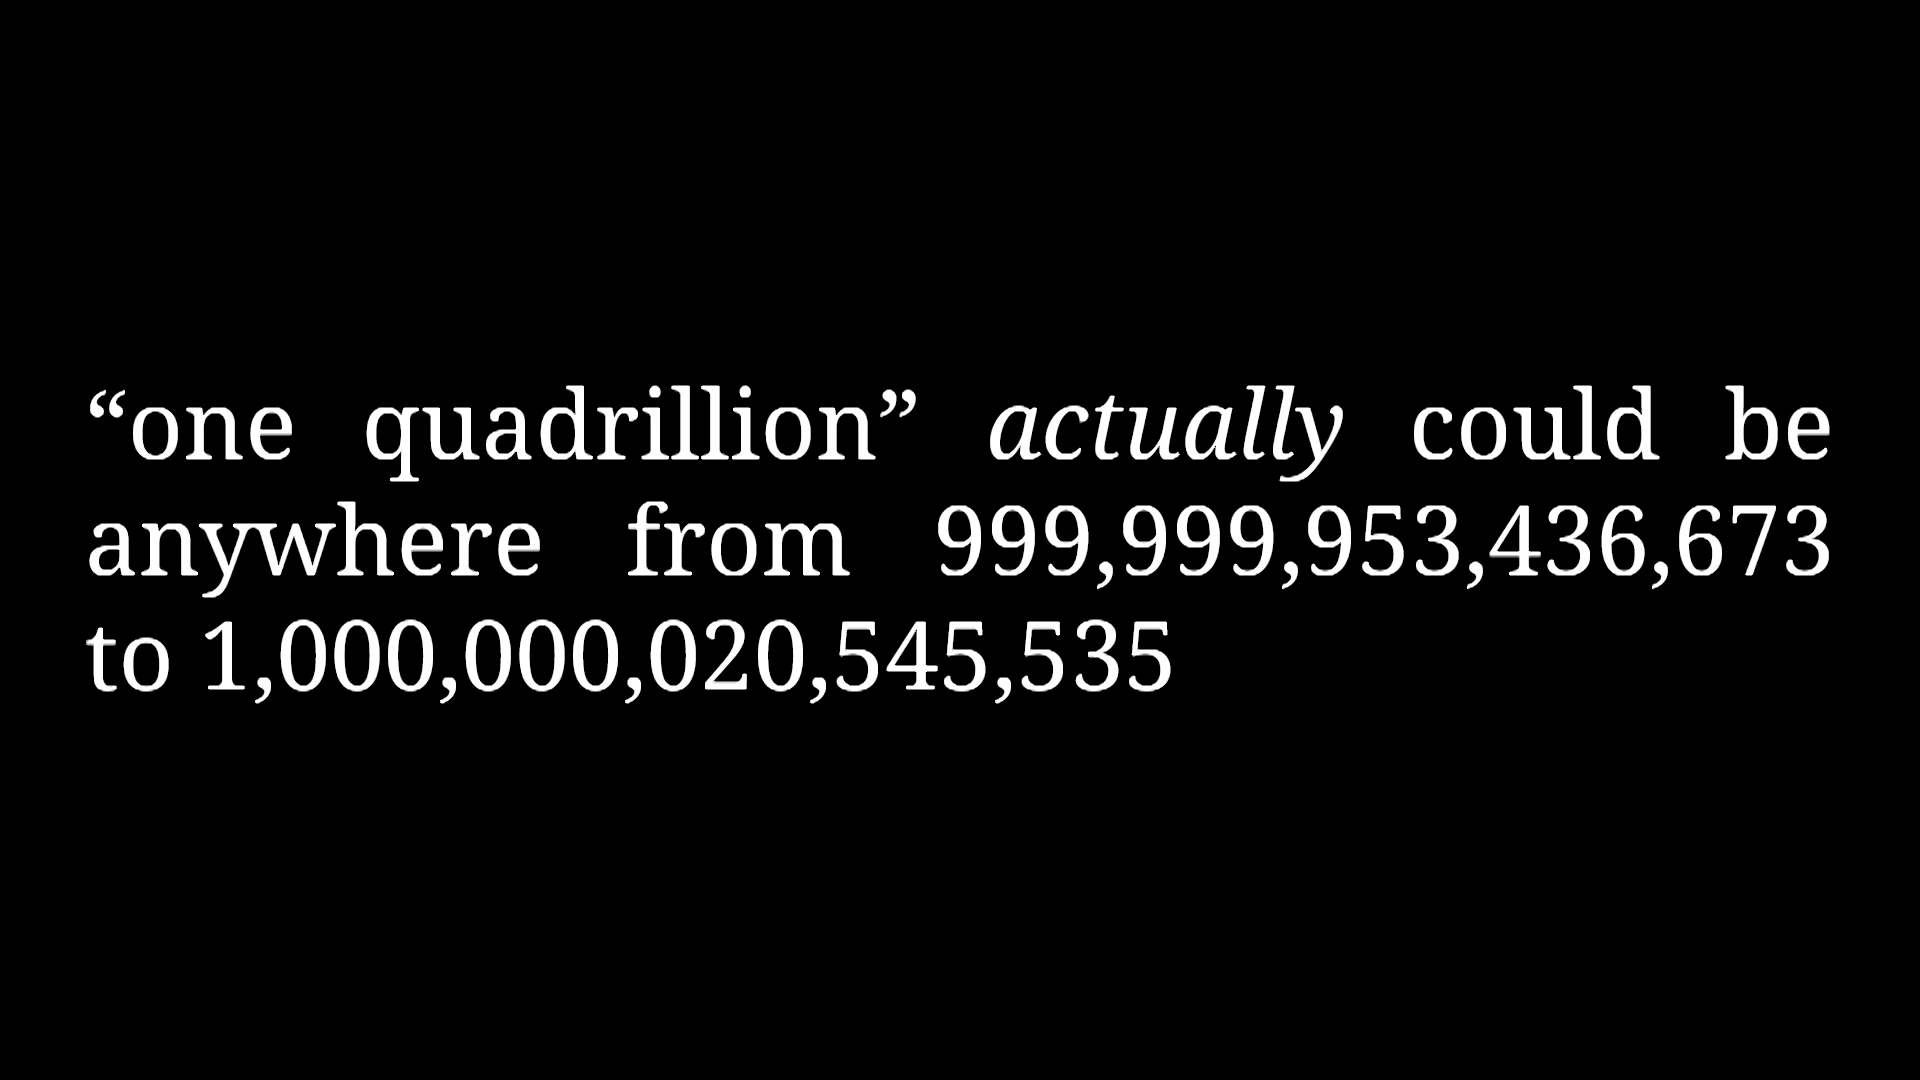 “one quadrillion” actually could be
anywhere from 999,999,953,436,673
to 1,000,000,020,545,535